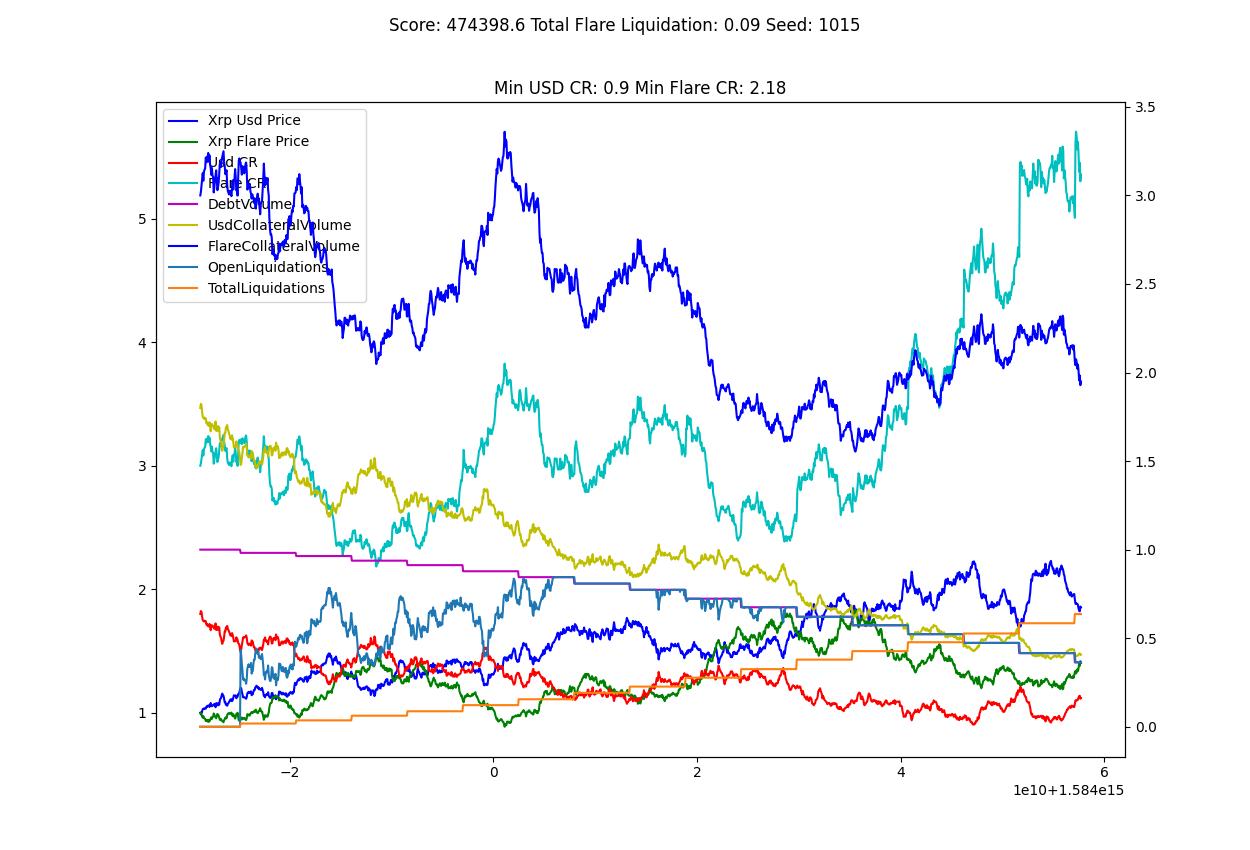 Score: 474398.6 Total Flare Liquidation: 0.09 Seed: 1015
Min USD CR: 0.9 Min Flare CR: 2.18
Xrp Usd Price
Xrp Flare Price
Usd CR
Flare CR
DebtVolume
UsdCollateralVolume
FlareCollateralVolume
OpenLiquidations
TotalLiquidations
5
4
3
2
1
3.5
3.0
2.5
2.0
1.5
1.0
0.5
0.0
−2
0
2
4
6
1e10+1.584e15